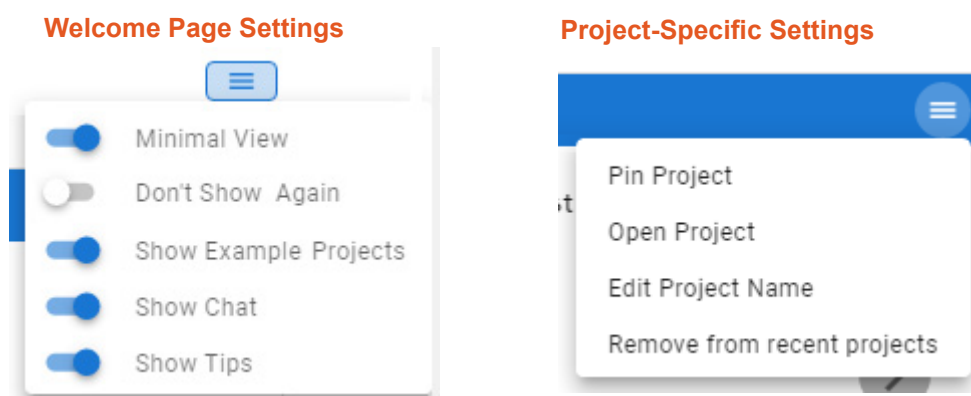 Welcome Page Settings
Minimal View
Don't Show Again
Show Example Projects
Show Chat
Show Tips
Project-Specific Settings
st
Pin Project
Open Project
Edit Project Name
Remove from recent projects